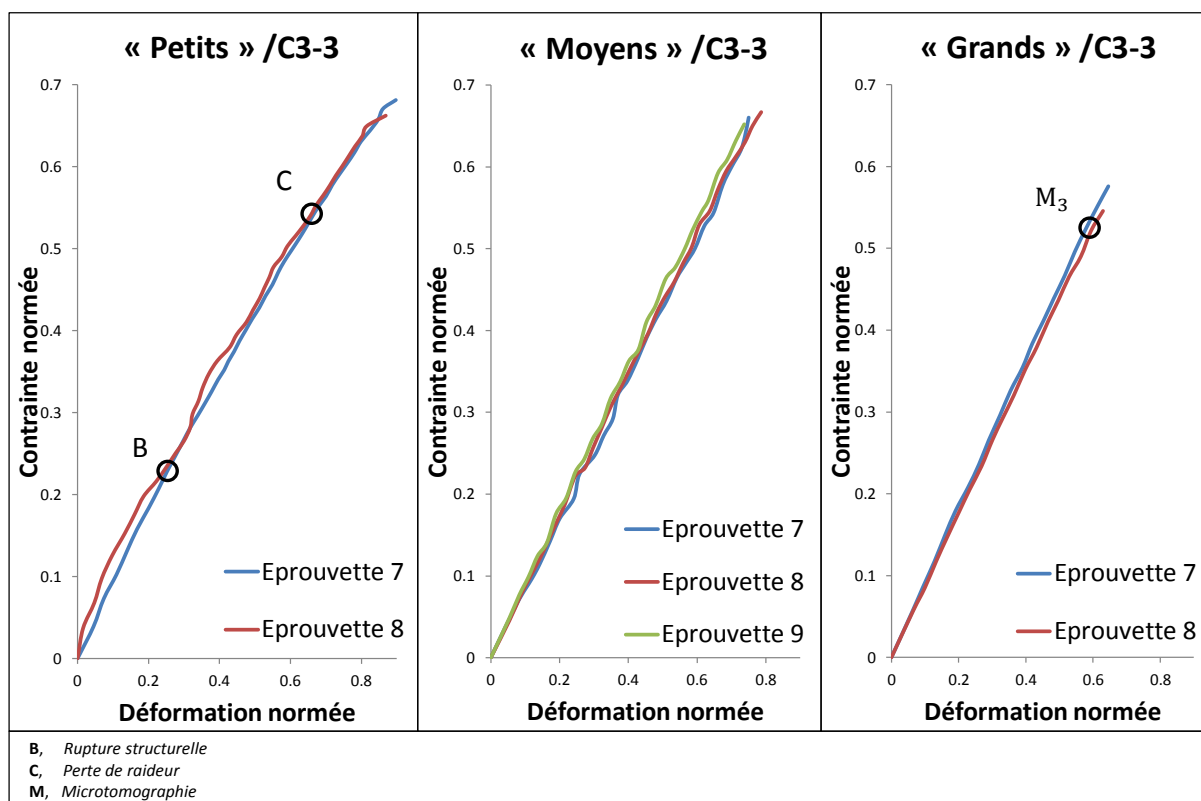 « Petits » /C3-3
Contrainte normée
0.7
0.6
0.5
0.4
0.3
0.2
0.1
0
C
B
Eprouvette 7
Eprouvette 8
0 0.2 0.4 0.6 0.8
Déformation normée
« Moyens » /C3-3
Contrainte normée
0.7
0.6
0.5
0.4
0.3
0.2
0.1
0
Eprouvette 7
Eprouvette 8
Eprouvette 9
0 0.2 0.4 0.6 0.8
Déformation normée
« Grands » /C3-3
Contrainte normée
0.7
0.6
0.5
0.4
0.3
0.2
0.1
0
M₃
Eprouvette 7
Eprouvette 8
0 0.2 0.4 0.6 0.8
Déformation normée
B, Rupture structurelle
C, Perte de raideur
M, Microtomographie